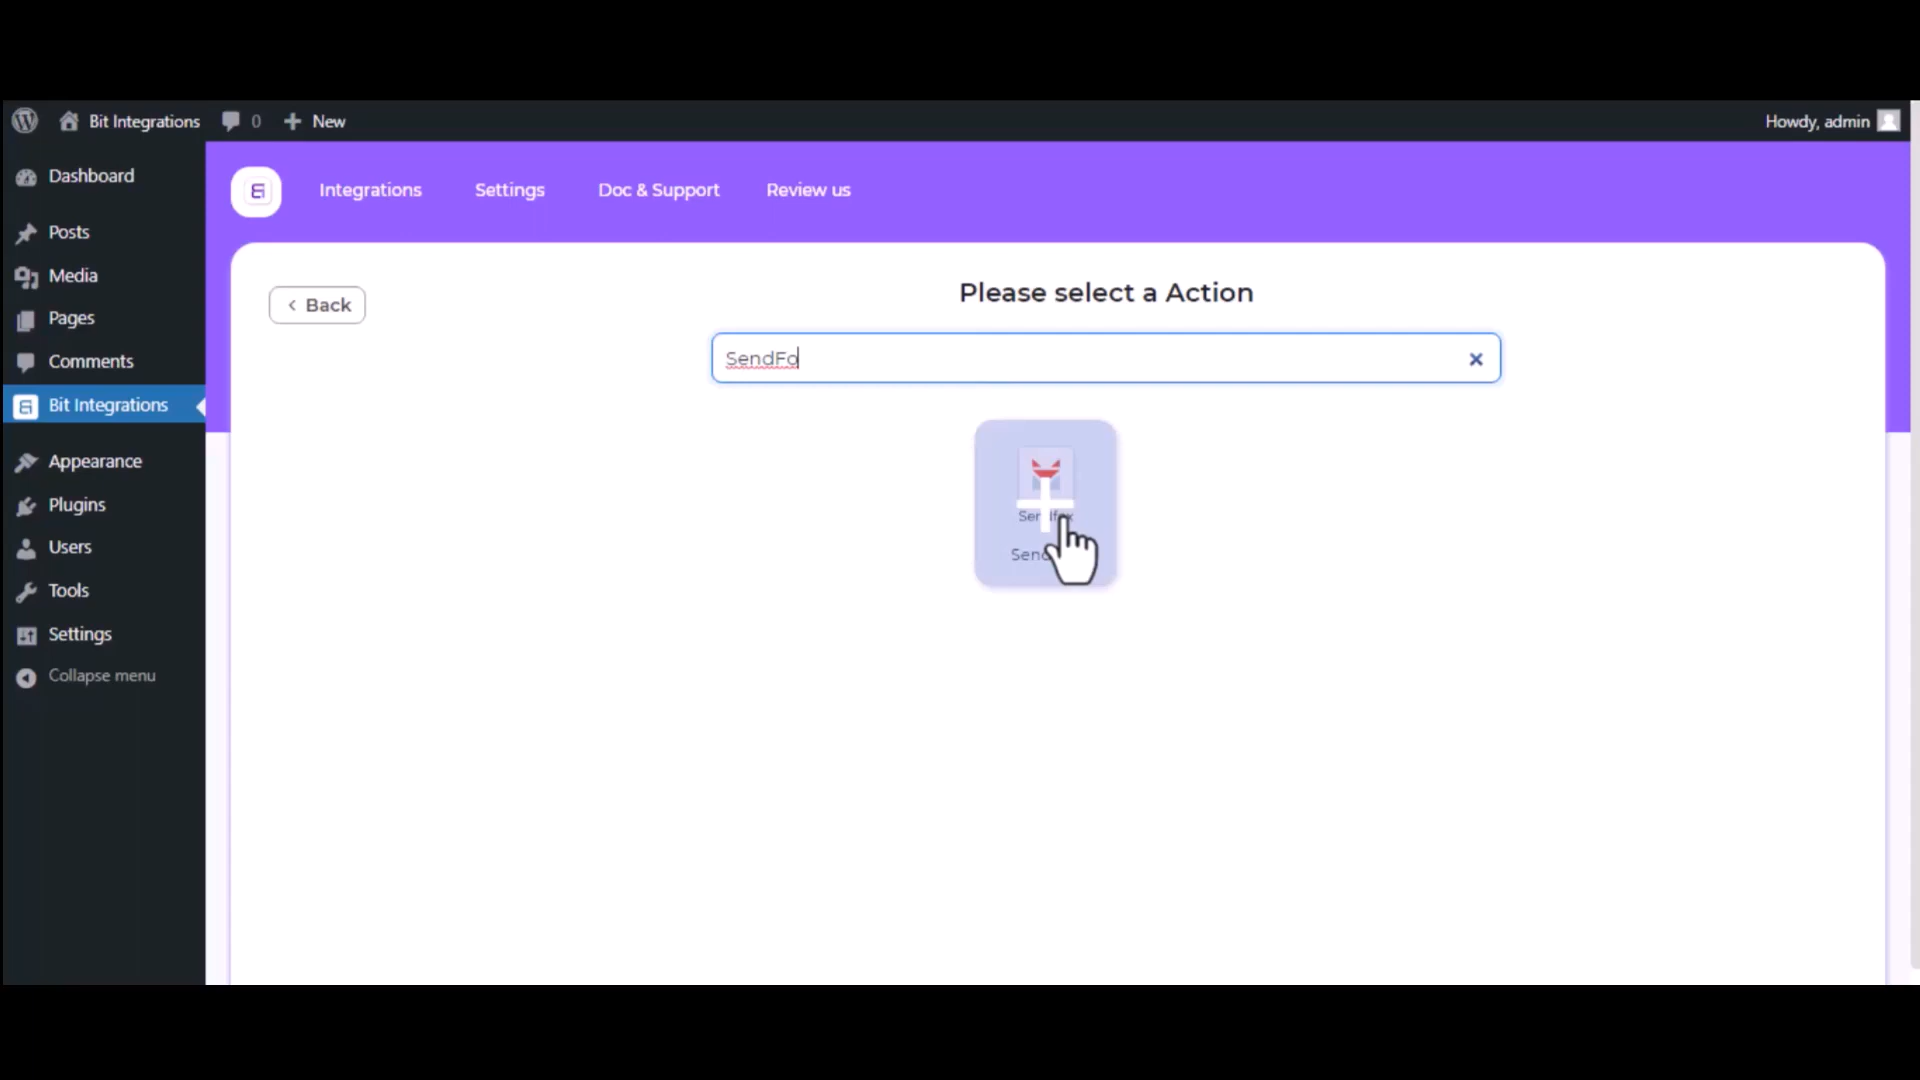 Bit Integrations
0
New
Howdy, admin
Dashboard
Posts
Media
Pages
Comments
Bit Integrations
Appearance
Plugins
Users
Tools
Settings
Collapse menu
Integrations
Settings
Doc & Support
Review us
Back
Please select a Action
SendFo